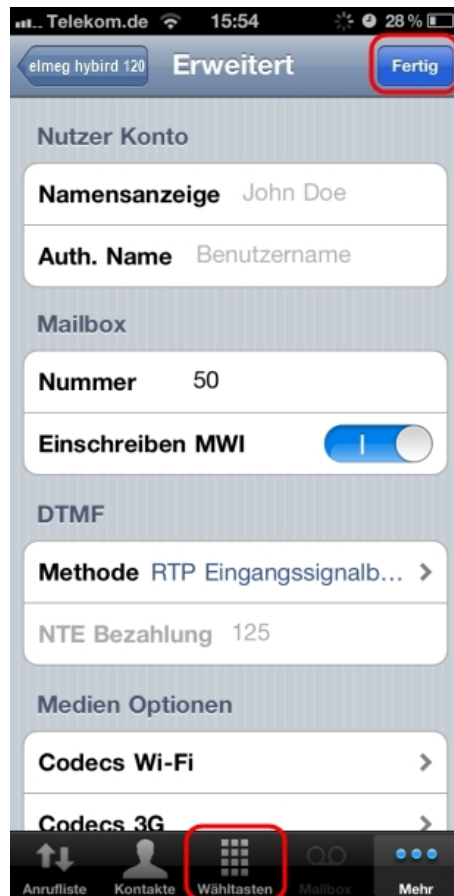 Telekom.de 15:54 28 %
elmeg hybird 120 Erweitert Fertig
Nutzer Konto
Namensanzeige John Doe
Auth. Name Benutzername
Mailbox
Nummer 50
Einschreiben MWI
DTMF
Methode RTP Eingangssignalb...
NTE Bezahlung 125
Medien Optionen
Codecs Wi-Fi
Codecs 3G
Anrufliste Kontakte Wähltasten Mailbox Mehr